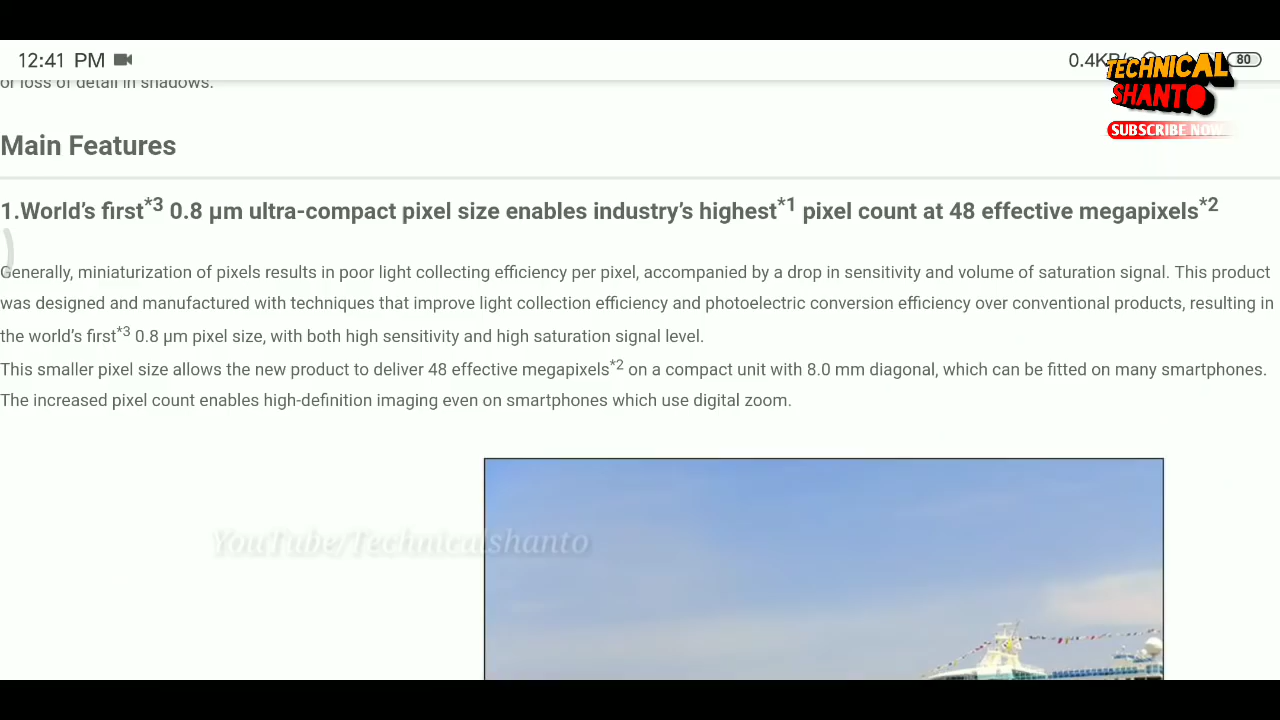 12:41 PM
0.4KB/s
80
TECHNICAL
SHANTO
SUBSCRIBE NOW
or loss of detail in shadows.
Main Features
1.World’s first*3 0.8 μm ultra-compact pixel size enables industry’s highest*1 pixel count at 48 effective megapixels*2
Generally, miniaturization of pixels results in poor light collecting efficiency per pixel, accompanied by a drop in sensitivity and volume of saturation signal. This product
was designed and manufactured with techniques that improve light collection efficiency and photoelectric conversion efficiency over conventional products, resulting in
the world’s first*3 0.8 μm pixel size, with both high sensitivity and high saturation signal level.
This smaller pixel size allows the new product to deliver 48 effective megapixels*2 on a compact unit with 8.0 mm diagonal, which can be fitted on many smartphones.
The increased pixel count enables high-definition imaging even on smartphones which use digital zoom.
YouTube/Technicalshanto